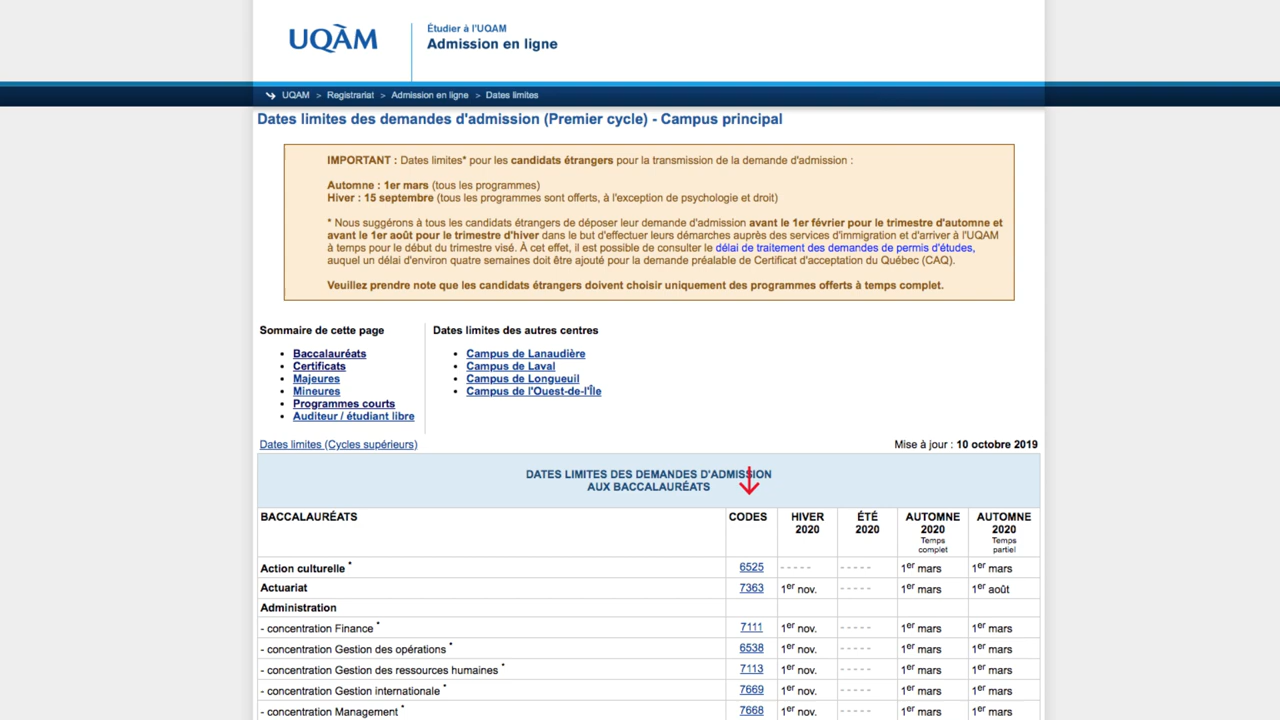 UQÀM
Étudier à l'UQAM
Admission en ligne
UQAM > Registrariat > Admission en ligne > Dates limites
Dates limites des demandes d'admission (Premier cycle) - Campus principal
IMPORTANT : Dates limites* pour les candidats étrangers pour la transmission de la demande d'admission :
Automne : 1er mars (tous les programmes)
Hiver : 15 septembre (tous les programmes sont offerts, à l'exception de psychologie et droit)
* Nous suggérons à tous les candidats étrangers de déposer leur demande d'admission avant le 1er février pour le trimestre d'automne et
avant le 1er août pour le trimestre d'hiver dans le but d'effectuer leurs démarches auprès des services d'immigration et d'arriver à l'UQAM
à temps pour le début du trimestre visé. À cet effet, il est possible de consulter le délai de traitement des demandes de permis d'études,
auquel un délai d'environ quatre semaines doit être ajouté pour la demande préalable de Certificat d'acceptation du Québec (CAQ).
Veuillez prendre note que les candidats étrangers doivent choisir uniquement des programmes offerts à temps complet.
Sommaire de cette page
• Baccalauréats
• Certificats
• Majeures
• Mineures
• Programmes courts
• Auditeur / étudiant libre
Dates limites des autres centres
• Campus de Lanaudière
• Campus de Laval
• Campus de Longueuil
• Campus de l'Ouest-de-l'Île
Dates limites (Cycles supérieurs)
Mise à jour : 10 octobre 2019
DATES LIMITES DES DEMANDES D'ADMISSION
AUX BACCALAURÉATS
BACCALAURÉATS CODES HIVER 2020 ÉTÉ 2020 AUTOMNE 2020 Temps complet AUTOMNE 2020 Temps partiel
Action culturelle * 6525 - - - - - - - - - - 1er mars 1er mars
Actuariat 7363 1er nov. - - - - - 1er mars 1er août
Administration
- concentration Finance * 7111 1er nov. - - - - - 1er mars 1er mars
- concentration Gestion des opérations * 6538 1er nov. - - - - - 1er mars 1er mars
- concentration Gestion des ressources humaines * 7113 1er nov. - - - - - 1er mars 1er mars
- concentration Gestion internationale * 7669 1er nov. - - - - - 1er mars 1er mars
- concentration Management * 7668 1er nov. - - - - - 1er mars 1er mars